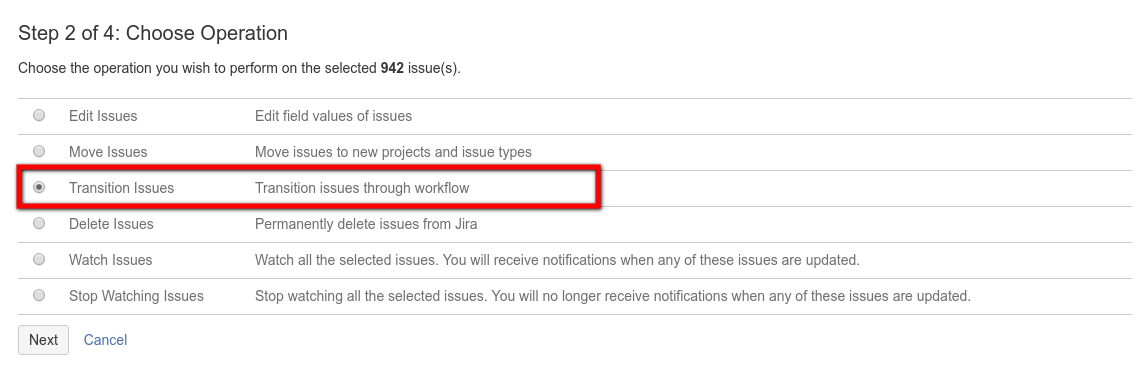 Step 2 of 4: Choose Operation
Choose the operation you wish to perform on the selected 942 issue(s).
Edit Issues Edit field values of issues
Move Issues Move issues to new projects and issue types
Transition Issues Transition issues through workflow
Delete Issues Permanently delete issues from Jira
Watch Issues Watch all the selected issues. You will receive notifications when any of these issues are updated.
Stop Watching Issues Stop watching all the selected issues. You will no longer receive notifications when any of these issues are updated.
Next Cancel